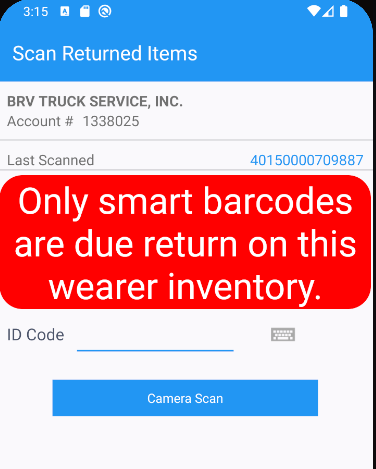 3:15
Scan Returned Items
BRV TRUCK SERVICE, INC.
Account # 1338025
Last Scanned 40150000709887
Only smart barcodes
are due return on this
wearer inventory.
ID Code
Camera Scan